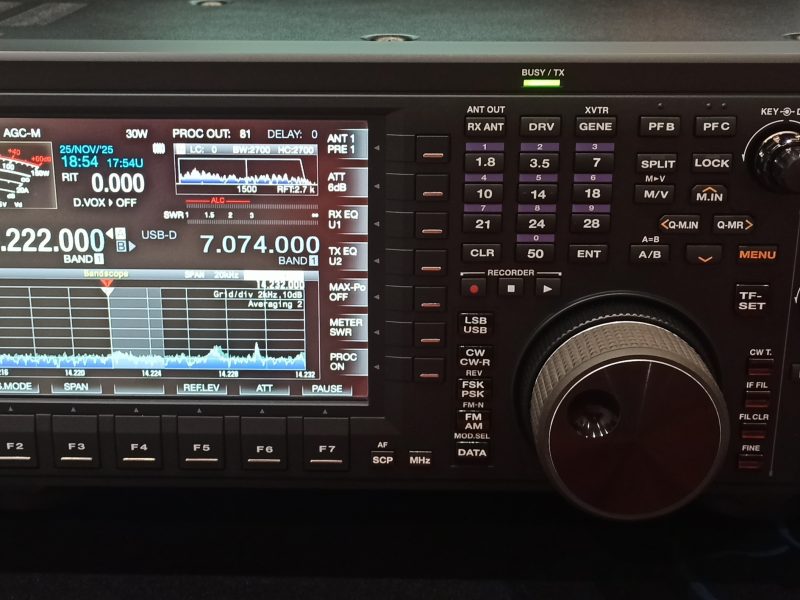 BUSY / TX
ANT OUT
XVTR
KEY
RX ANT
DRV
GENE
PF B
PF C
AGC-M
30W
PROC OUT: 81
DELAY: 0
ANT 1
PRE 1
25/NOV/'25
18:54 17:54U
LC: 0 BW:2700 HC:2700
RIT
0.000
1500
RFT:2.7 k
ATT
6dB
D.VOX▸OFF
ALC
SWR 1 1.5 2 3 ∞
RX EQ
U1
.222.000
A
B
USB-D
7.074.000
BAND 1
BAND 1
TX EQ
U2
Bandscope
SPAN 20kHz
14.232.000
Grid/div 2kHz,10dB
Averaging 2
MAX-Po
OFF
METER
SWR
PROC
ON
14.220
14.224
14.228
14.232
S.MODE
SPAN
REF.LEV
ATT
PAUSE
F2
F3
F4
F5
F6
F7
AF
SCP
MHz
1
2
3
1.8
3.5
7
4
5
6
10
14
18
7
8
9
21
24
28
0
CLR
50
ENT
SPLIT
LOCK
M▸V
M/V
M.IN
Q-M.IN
Q-MR
A=B
A/B
MENU
RECORDER
TF-
SET
LSB
USB
CW
CW-R
REV
FSK
PSK
FM-N
FM
AM
MOD.SEL
DATA
CW T.
IF FIL
FIL CLR
FINE